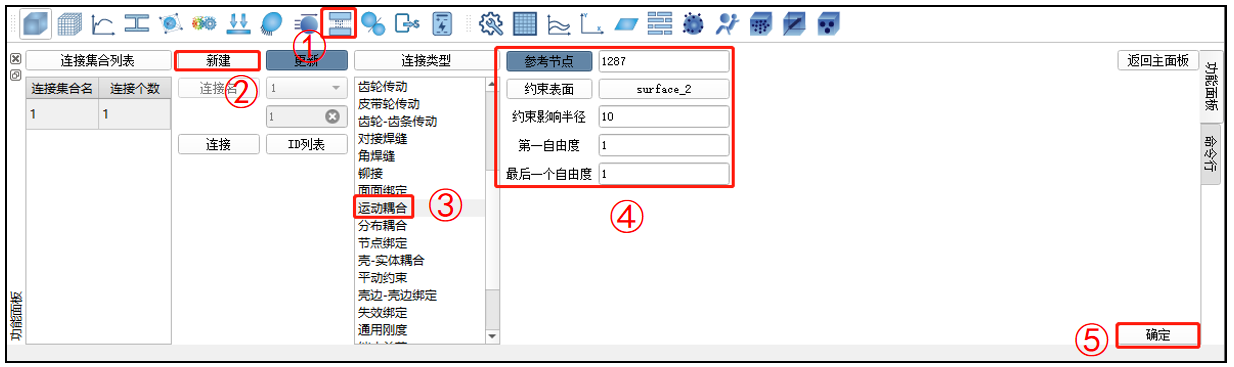 ①
连接集合列表
新建
更新
连接类型
参考节点
1287
返回主面板
②
连接集合名
连接个数
连接名
1
齿轮传动
约束表面
surface_2
皮带轮传动
1
1
1
齿轮-齿条传动
约束影响半径
10
连接
ID列表
对接焊缝
第一自由度
1
角焊缝
铆接
最后一个自由度
1
面面绑定
运动耦合
③
④
分布耦合
节点绑定
壳-实体耦合
平动约束
壳边-壳边绑定
失效绑定
通用刚度
⑤
确定
功能面板
功能面板
命令行